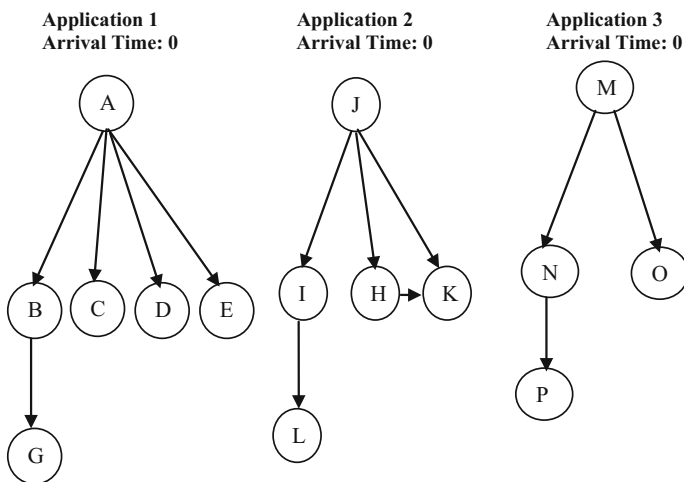 Application 1
Arrival Time: 0
Application 2
Arrival Time: 0
Application 3
Arrival Time: 0
A
B
C
D
E
G
J
I
H
K
L
M
N
O
P